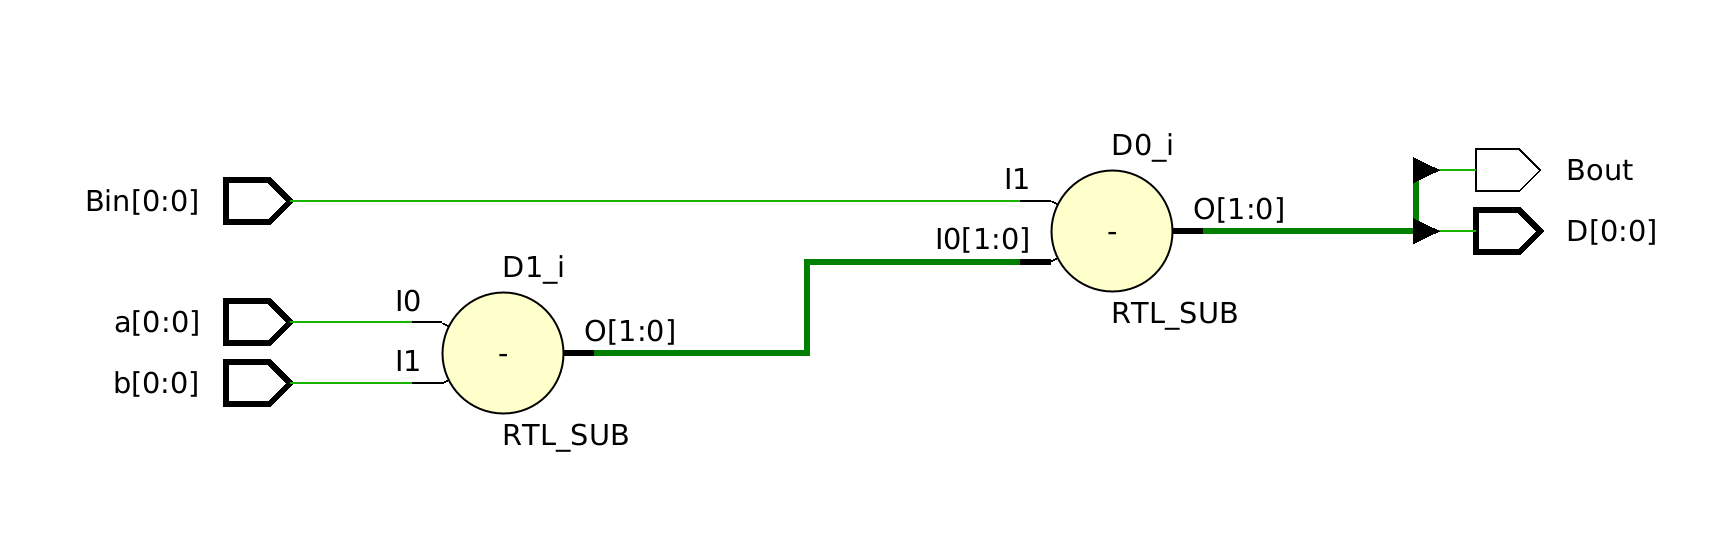 D0_i
Bin[0:0]
I1
I0[1:0]
-
O[1:0]
RTL_SUB
Bout
D[0:0]
D1_i
a[0:0]
b[0:0]
I0
I1
-
O[1:0]
RTL_SUB